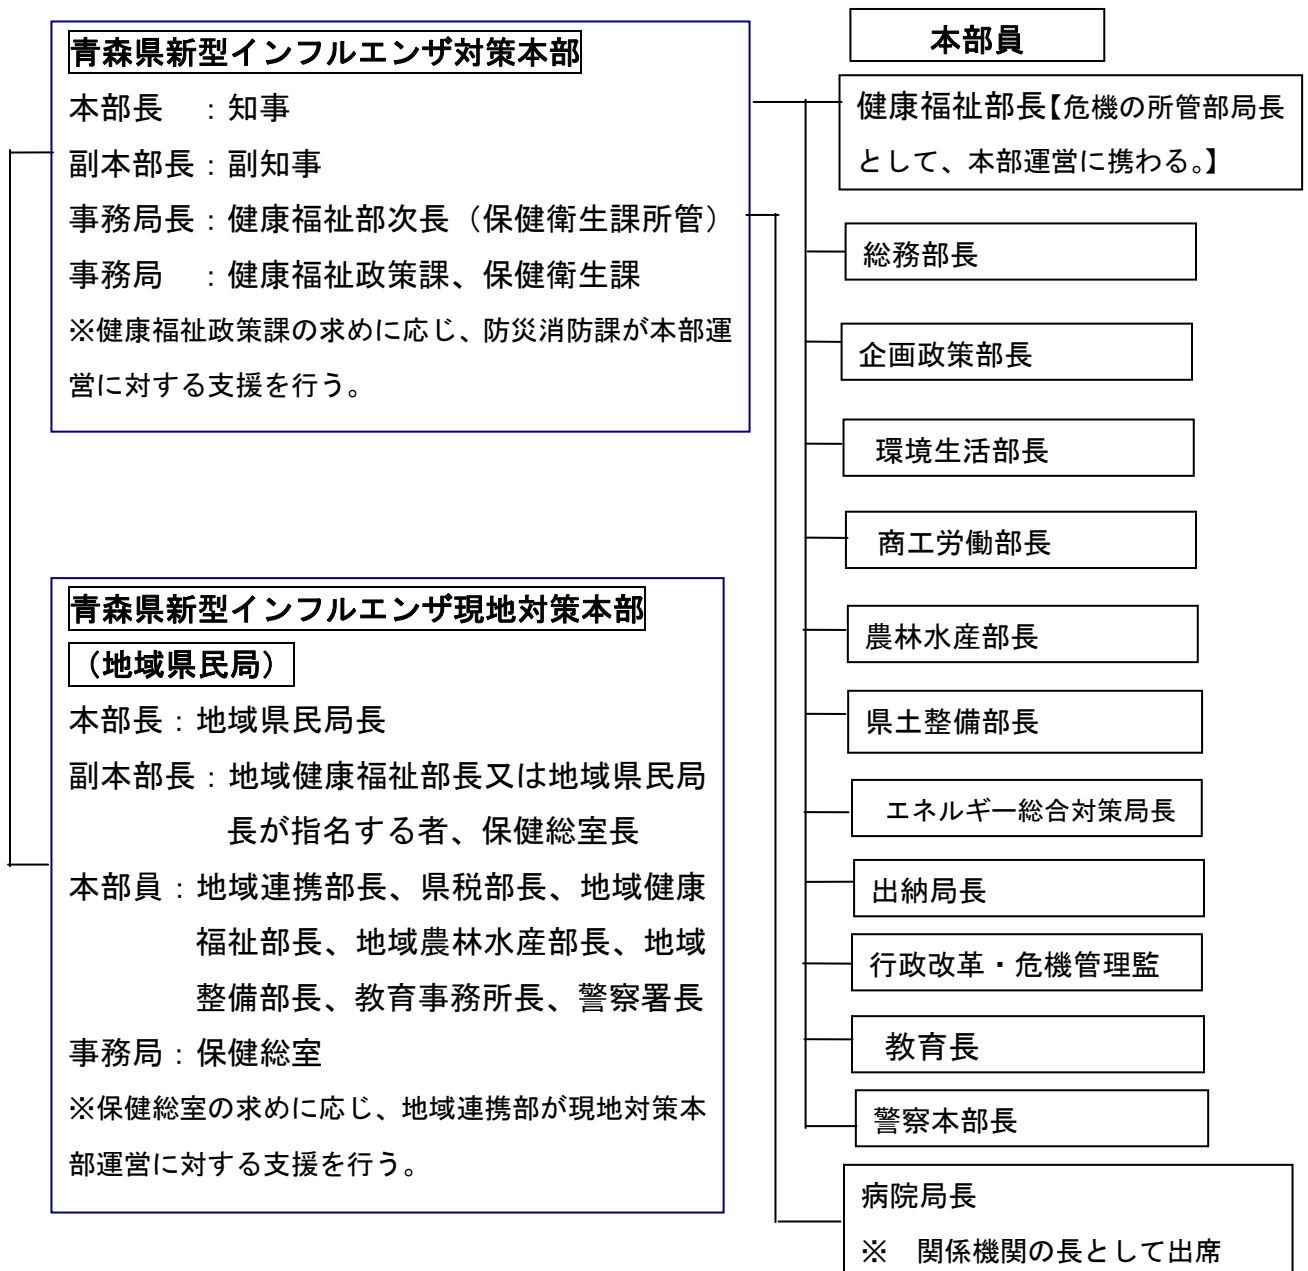 青森県新型インフルエンザ対策本部
本部長　：知事
副本部長：副知事
事務局長：健康福祉部次長（保健衛生課所管）
事務局　：健康福祉政策課、保健衛生課
※健康福祉政策課の求めに応じ、防災消防課が本部運
営に対する支援を行う。
青森県新型インフルエンザ現地対策本部
（地域県民局）
本部長：地域県民局長
副本部長：地域健康福祉部長又は地域県民局
長が指名する者、保健総室長
本部員：地域連携部長、県税部長、地域健康
福祉部長、地域農林水産部長、地域
整備部長、教育事務所長、警察署長
事務局：保健総室
※保健総室の求めに応じ、地域連携部が現地対策本
部運営に対する支援を行う。
本部員
健康福祉部長【危機の所管部局長
として、本部運営に携わる。】
総務部長
企画政策部長
環境生活部長
商工労働部長
農林水産部長
県土整備部長
エネルギー総合対策局長
出納局長
行政改革・危機管理監
教育長
警察本部長
病院局長
※　関係機関の長として出席